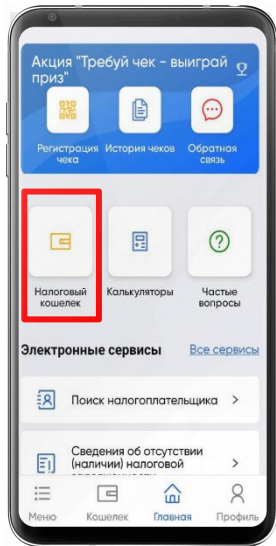 Акция "Требуй чек - выиграй
приз"
Регистрация История чеков Обратная
чека связь
Налоговый Калькуляторы Частые
кошелек вопросы
Электронные сервисы Все сервисы
Поиск налогоплательщика >
Сведения об отсутствии
(наличии) налоговой >
Меню Кошелек Главная Профиль